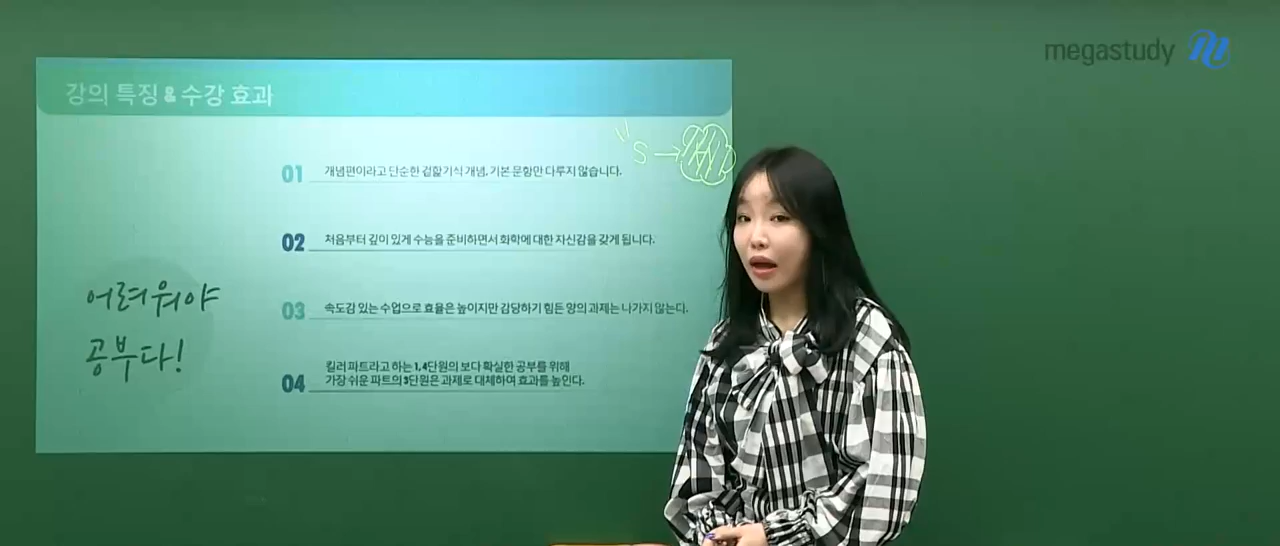 megastudy
강의 특징 & 수강 효과
S →
01 개념편이라고 단순한 겉핥기식 개념, 기본 문항만 다루지 않습니다.
02 처음부터 깊이 있게 수능을 준비하면서 화학에 대한 자신감을 갖게 됩니다.
어려워야
공부다!
03 속도감 있는 수업으로 효율은 높이지만 감당하기 힘든 양의 과제는 나가지 않는다.
04 킬러 파트라고 하는 1, 4단원의 보다 확실한 공부를 위해
가장 쉬운 파트의 3단원은 과제로 대체하여 효과를 높인다.